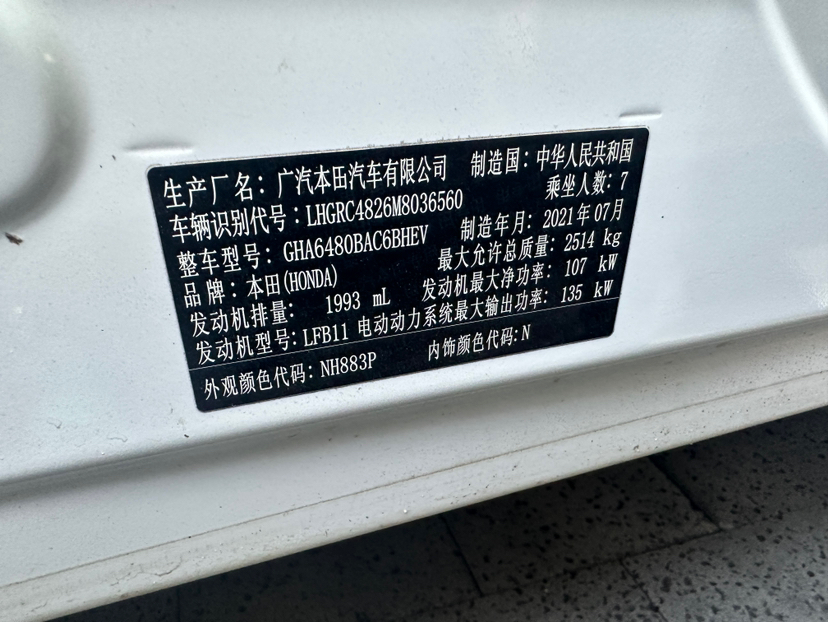 生产厂名：广汽本田汽车有限公司 制造国：中华人民共和国
车辆识别代号：LHGRC4826M8036560 乘坐人数：7
整车型号：GHA6480BAC6BHEV 制造年月：2021年07月
品牌：本田(HONDA) 最大允许总质量：2514 kg
发动机排量： 1993 mL 发动机最大净功率：107 kW
发动机型号：LFB11 电动动力系统最大输出功率：135 kW
外观颜色代码：NH883P 内饰颜色代码：N